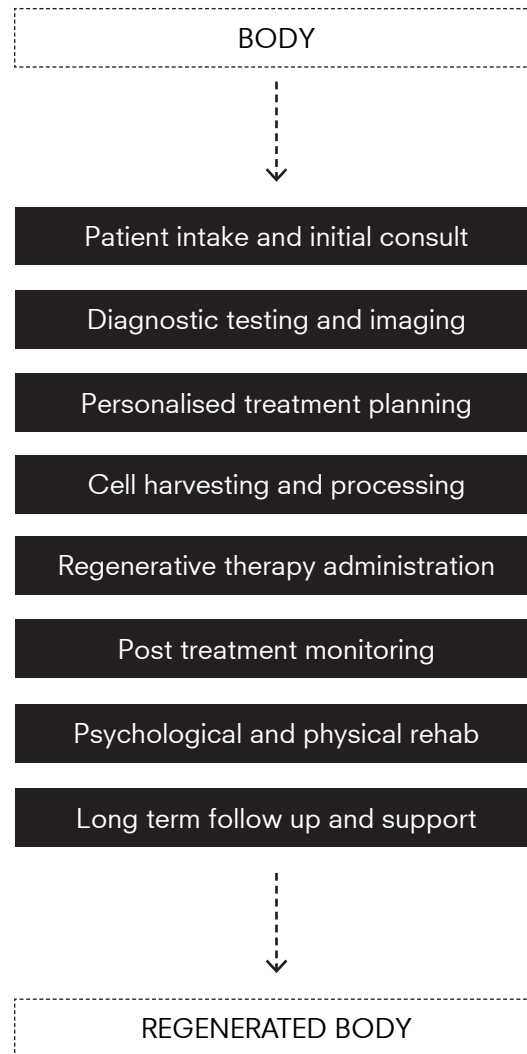 BODY
Patient intake and initial consult
Diagnostic testing and imaging
Personalised treatment planning
Cell harvesting and processing
Regenerative therapy administration
Post treatment monitoring
Psychological and physical rehab
Long term follow up and support
REGENERATED BODY